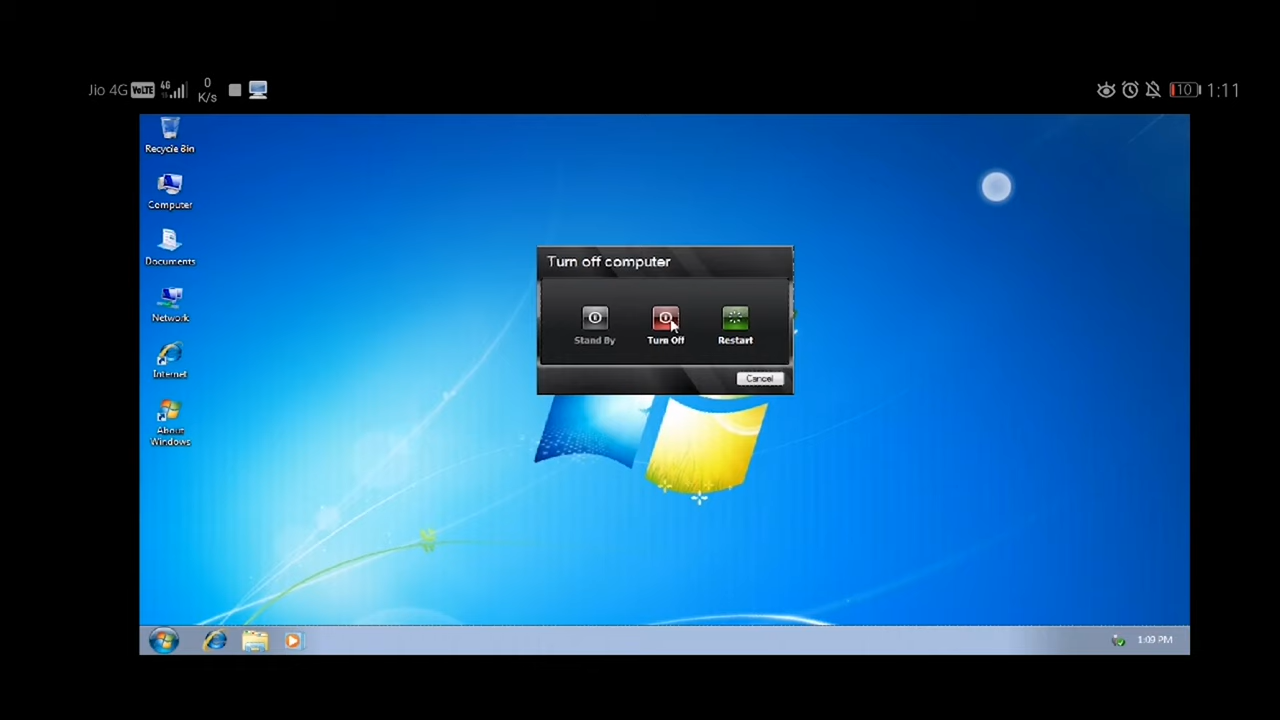 Jio 4G VoLTE 4G 0 K/s 10 1:11
Recycle Bin
Computer
Documents
Network
Internet
About
Windows
Turn off computer
Stand By Turn Off Restart
Cancel
1:09 PM